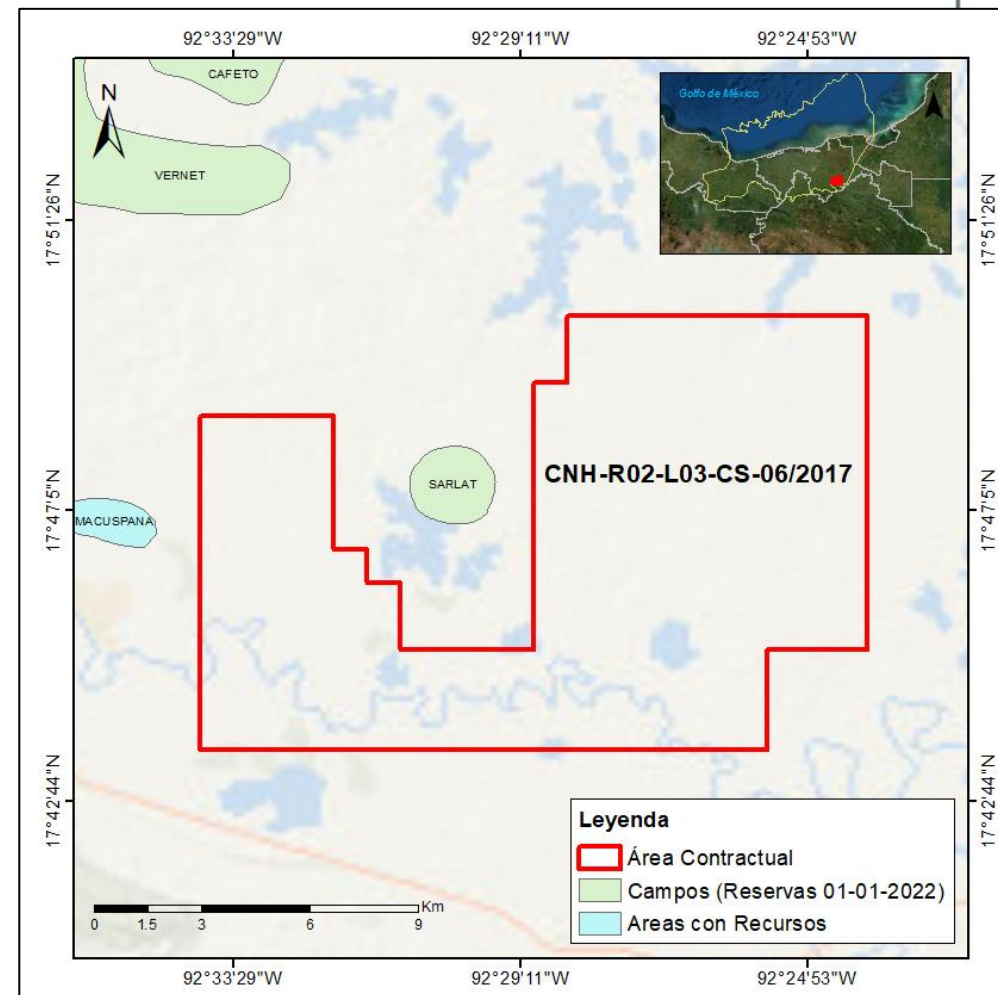 92°33'29"W 92°29'11"W 92°24'53"W
CAFETO
N
Golfo de México
VERNET
17°51'26"N
17°51'26"N
SARLAT
CNH-R02-L03-CS-06/2017
MACUSPANA
17°47'5"N
17°47'5"N
17°42'44"N
17°42'44"N
Leyenda
Área Contractual
Campos (Reservas 01-01-2022)
Areas con Recursos
Km
0 1.5 3 6 9
92°33'29"W 92°29'11"W 92°24'53"W